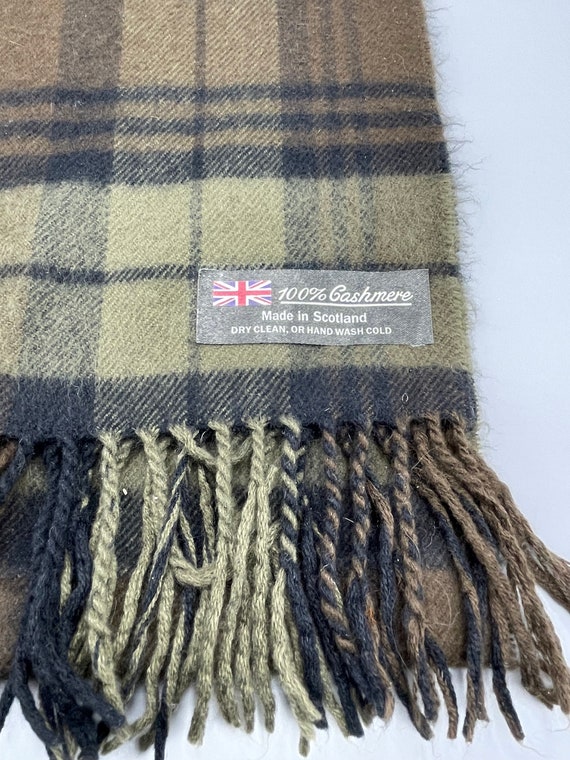 100% Cashmere
Made in Scotland
DRY CLEAN, OR HAND WASH COLD